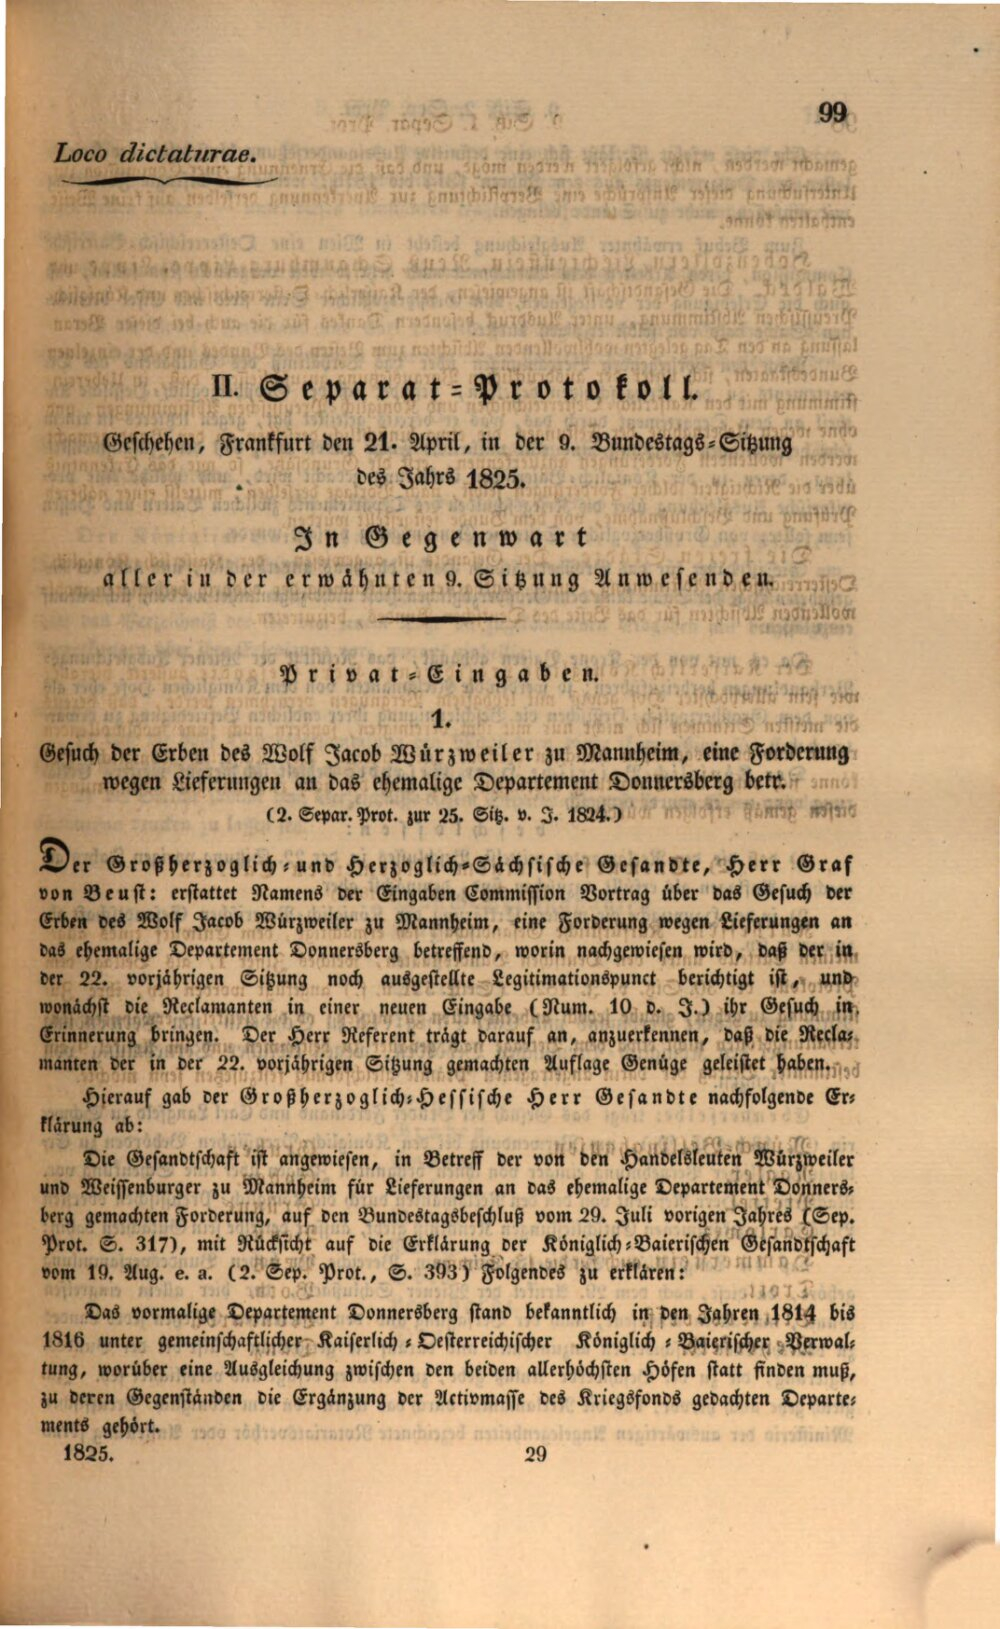 99
Loco dictaturae.
II. Separat-Protokoll.
Geschehen, Frankfurt den 21. April, in der 9. Bundestags-Sitzung
des Jahrs 1825.
In Gegenwart
aller in der erwähnten 9. Sitzung Anwesenden.
Privat-Eingaben.
1.
Gesuch der Erben des Wolf Jacob Würzweiler zu Mannheim, eine Forderung
wegen Lieferungen an das ehemalige Departement Donnersberg betr.
(2. Separ. Prot. zur 25. Sitz. v. J. 1824.)
Der Großherzoglich- und Herzoglich-Sächsische Gesandte, Herr Graf
von Beust: erstattet Namens der Eingaben Commission Vortrag über das Gesuch der
Erben des Wolf Jacob Würzweiler zu Mannheim, eine Forderung wegen Lieferungen an
das ehemalige Departement Donnersberg betreffend, worin nachgewiesen wird, daß der in
der 22. vorjährigen Sitzung noch ausgestellte Legitimationspunct berichtigt ist, und
wonächst die Reclamanten in einer neuen Eingabe (Num. 10 d. J.) ihr Gesuch in
Erinnerung bringen. Der Herr Referent trägt darauf an, anzuerkennen, daß die Recla-
manten der in der 22. vorjährigen Sitzung gemachten Auflage Genüge geleistet haben.
Hierauf gab der Großherzoglich-Hessische Herr Gesandte nachfolgende Er-
klärung ab:
Die Gesandtschaft ist angewiesen, in Betreff der von den Handelsleuten Würzweiler
und Weissenburger zu Mannheim für Lieferungen an das ehemalige Departement Donners-
berg gemachten Forderung, auf den Bundestagsbeschluß vom 29. Juli vorigen Jahres (Sep.
Prot. S. 317), mit Rücksicht auf die Erklärung der Königlich-Baierischen Gesandtschaft
vom 19. Aug. e. a. (2. Sep. Prot., S. 393) Folgendes zu erklären:
Das vormalige Departement Donnersberg stand bekanntlich in den Jahren 1814 bis
1816 unter gemeinschaftlicher Kaiserlich-Oesterreichischer Königlich-Baierischer Verwal-
tung, worüber eine Ausgleichung zwischen den beiden allerhöchsten Höfen statt finden muß,
zu deren Gegenständen die Ergänzung der Activmasse des Kriegsfonds gedachten Departe-
ments gehört.
1825. 29